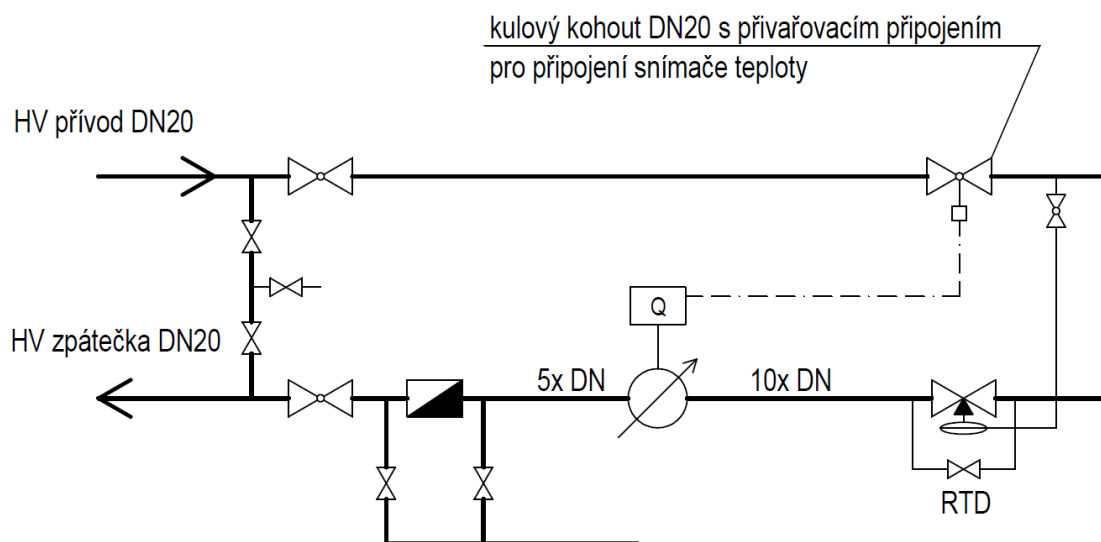 kulový kohout DN20 s přivařovacím připojením
pro připojení snímače teploty
HV přívod DN20
Q
HV zpátečka DN20
5x DN
10x DN
RTD